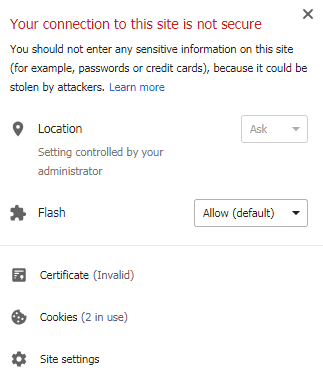 Your connection to this site is not secure
You should not enter any sensitive information on this site
(for example, passwords or credit cards), because it could be
stolen by attackers. Learn more
Location
Ask
Setting controlled by your
administrator
Flash
Allow (default)
Certificate (Invalid)
Cookies (2 in use)
Site settings